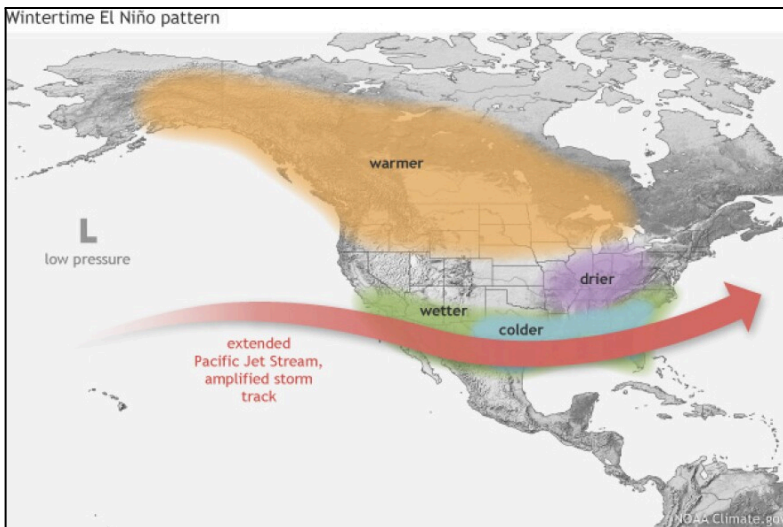 Wintertime El Niño pattern
warmer
L
low pressure
drier
wetter
colder
extended
Pacific Jet Stream,
amplified storm
track
NOAA Climate.go